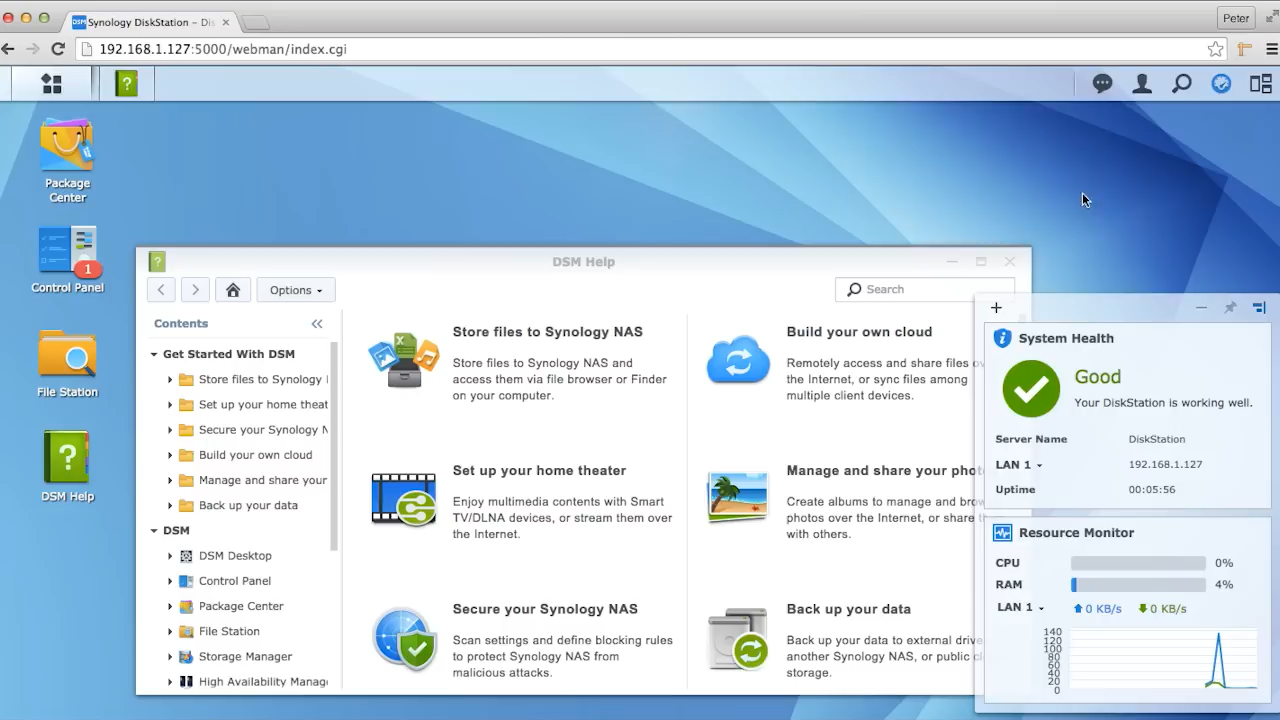 DSM Synology DiskStation – Dis
Peter
192.168.1.127:5000/webman/index.cgi
Package
Center
1
Control Panel
File Station
DSM Help
DSM Help
Options
Search
Contents
Get Started With DSM
Store files to Synology
Set up your home theat
Secure your Synology N
Build your own cloud
Manage and share your
Back up your data
DSM
DSM Desktop
Control Panel
Package Center
File Station
Storage Manager
High Availability Manag
Store files to Synology NAS
Store files to Synology NAS and
access them via file browser or Finder
on your computer.
Build your own cloud
Remotely access and share files ov
the Internet, or sync files among
multiple client devices.
Set up your home theater
Enjoy multimedia contents with Smart
TV/DLNA devices, or stream them over
the Internet.
Manage and share your phot
Create albums to manage and brow
photos over the Internet, or share th
with others.
Secure your Synology NAS
Scan settings and define blocking rules
to protect Synology NAS from
malicious attacks.
Back up your data
Back up your data to external drive
another Synology NAS, or public cl
storage.
System Health
Good
Your DiskStation is working well.
Server Name DiskStation
LAN 1 192.168.1.127
Uptime 00:05:56
Resource Monitor
CPU 0%
RAM 4%
LAN 1 0 KB/s 0 KB/s
140
120
100
80
60
40
20
0